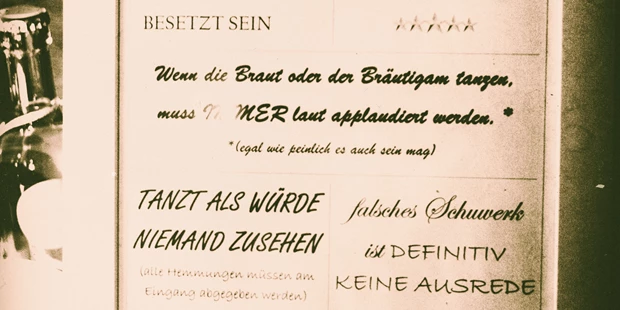 BESETZT SEIN
Wenn die Braut oder der Bräutigam tanzen,
muss IMMER laut applaudiert werden. *
*(egal wie peinlich es auch sein mag)
TANZT ALS WÜRDE
NIEMAND ZUSEHEN
(alle Hemmungen müssen am
Eingang abgegeben werden)
falsches Schuwerk
ist DEFINITIV
KEINE AUSREDE